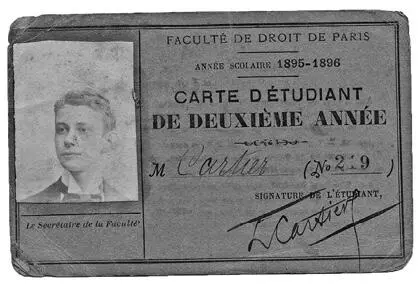 FACULTÉ DE DROIT DE PARIS
ANNÉE SCOLAIRE 1895-1896
CARTE D'ÉTUDIANT
DE DEUXIÈME ANNÉE
M Cartier (No 219)
SIGNATURE DE L'ÉTUDIANT,
L Cartier
Le Secrétaire de la Faculté